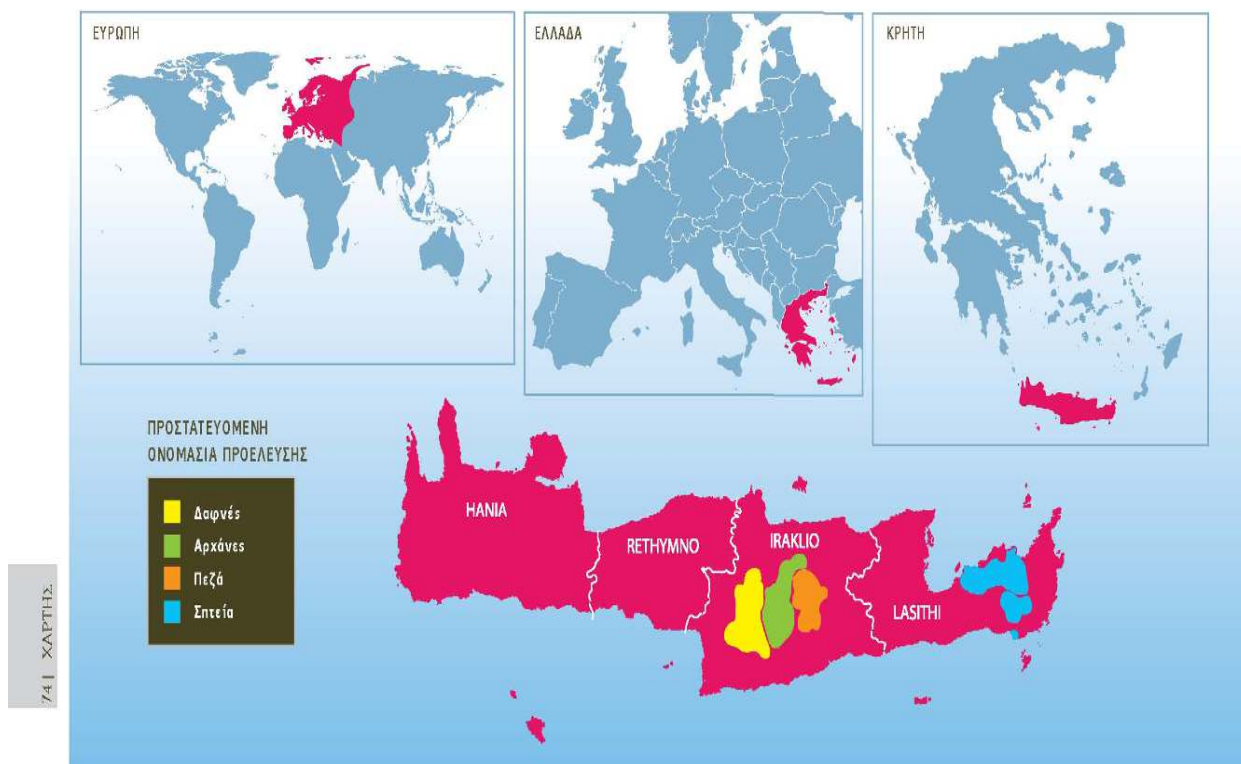 ΕΥΡΩΠΗ
ΕΛΛΑΔΑ
ΚΡΗΤΗ
ΠΡΟΣΤΑΤΕΥΟΜΕΝΗ
ΟΝΟΜΑΣΙΑ ΠΡΟΕΛΕΥΣΗΣ
Δαφνές
Αρχάνες
Πεζά
Σητεία
HANIA
RETHYMNO
IRAKLIO
LASITHI
74 | ΧΑΡΤΗΣ